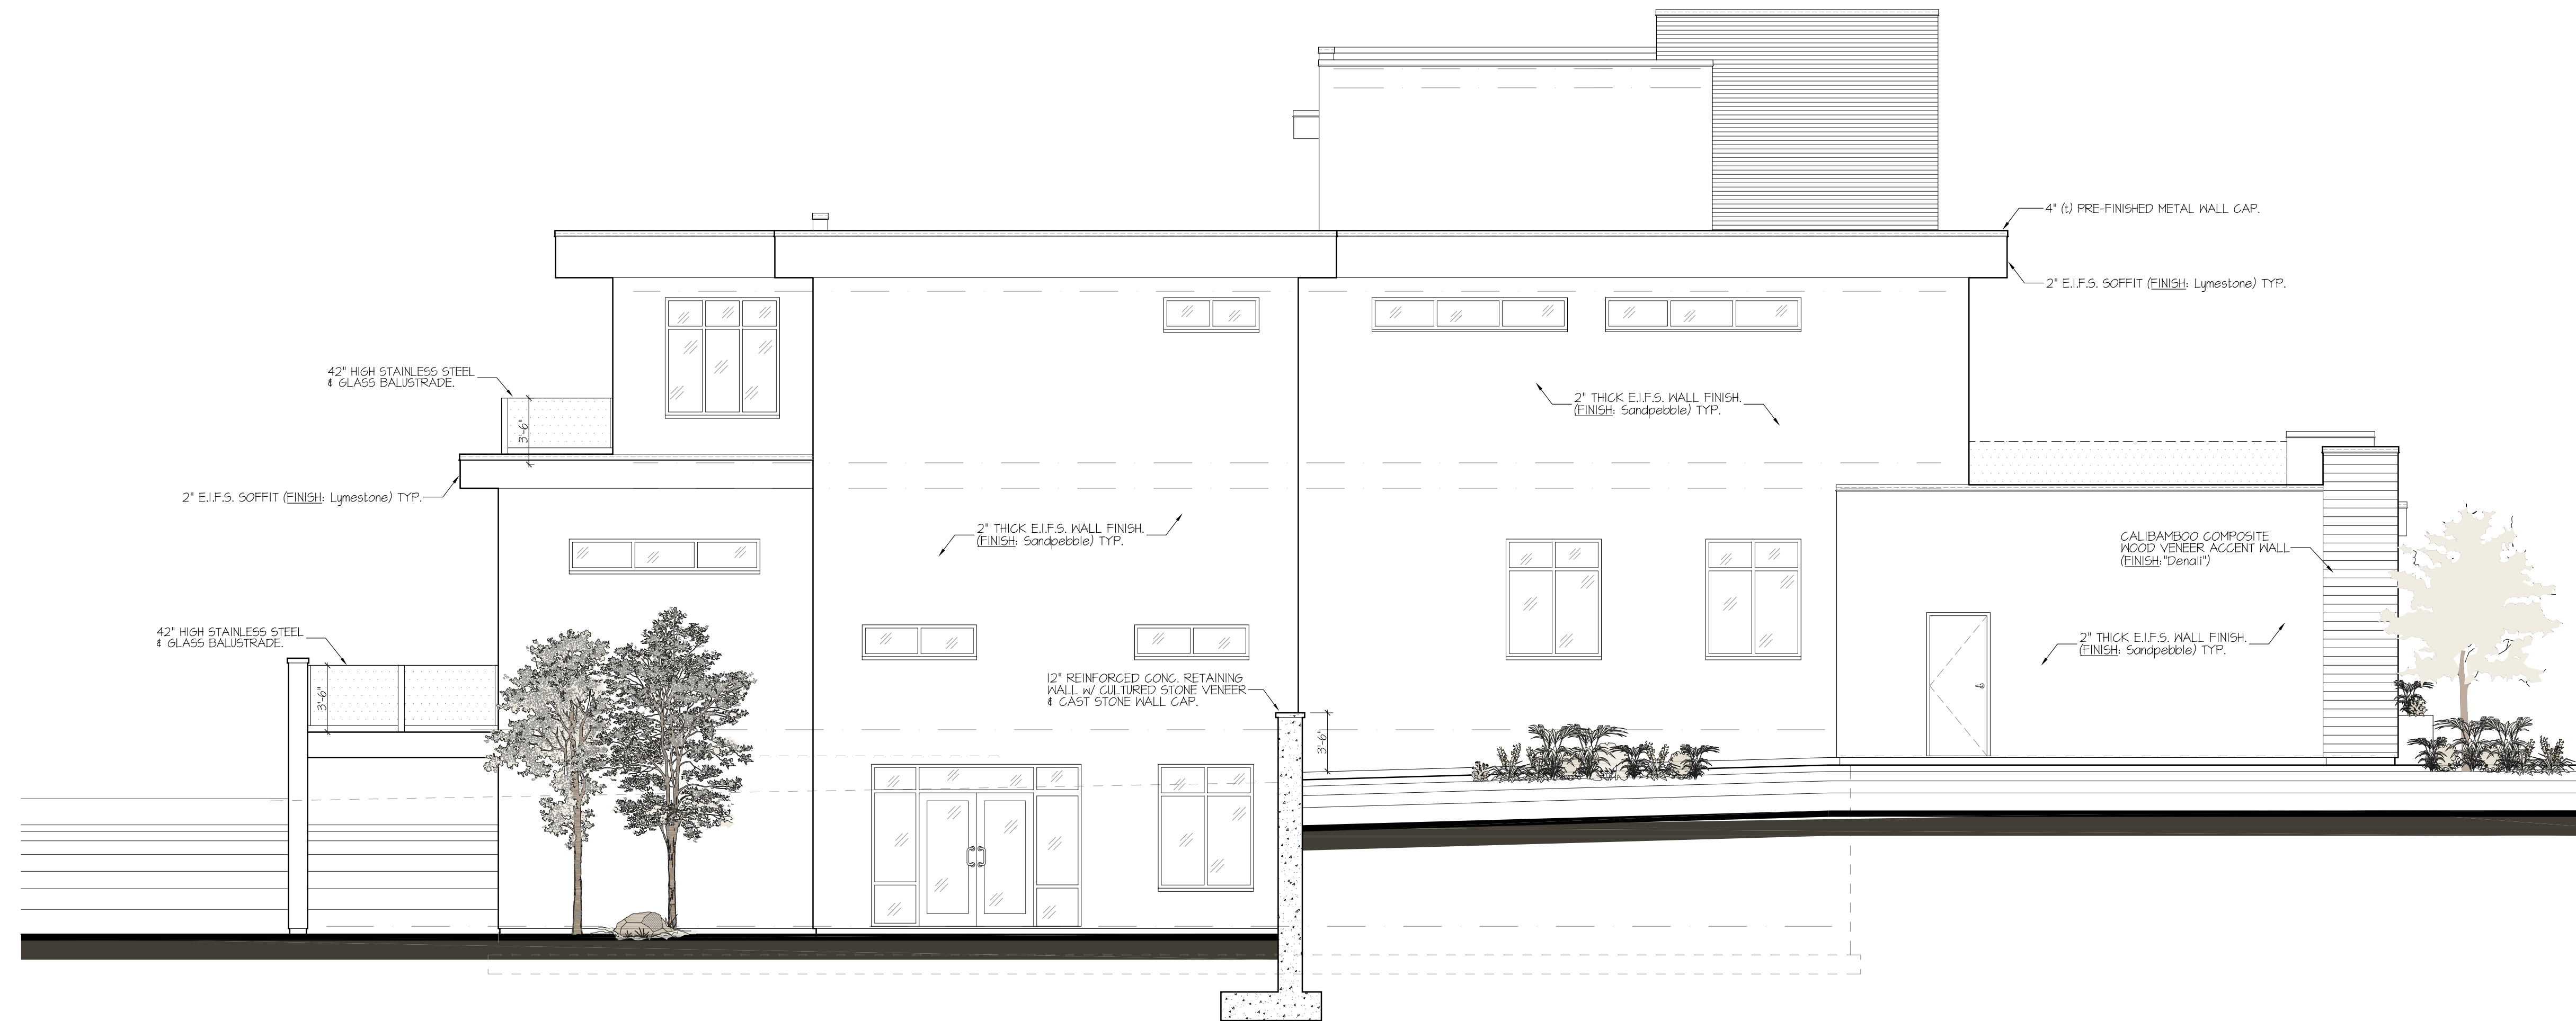 4" (t) PRE-FINISHED METAL WALL CAP.
2" E.I.F.S. SOFFIT (FINISH: Lymestone) TYP.
42" HIGH STAINLESS STEEL
& GLASS BALUSTRADE.
3'-6"
2" THICK E.I.F.S. WALL FINISH.
(FINISH: Sandpebble) TYP.
2" E.I.F.S. SOFFIT (FINISH: Lymestone) TYP.
2" THICK E.I.F.S. WALL FINISH.
(FINISH: Sandpebble) TYP.
CALIBAMBOO COMPOSITE
WOOD VENEER ACCENT WALL
(FINISH:"Denali")
42" HIGH STAINLESS STEEL
& GLASS BALUSTRADE.
3'-6"
2" THICK E.I.F.S. WALL FINISH.
(FINISH: Sandpebble) TYP.
12" REINFORCED CONC. RETAINING
WALL W/ CULTURED STONE VENEER
& CAST STONE WALL CAP.
3'-6"